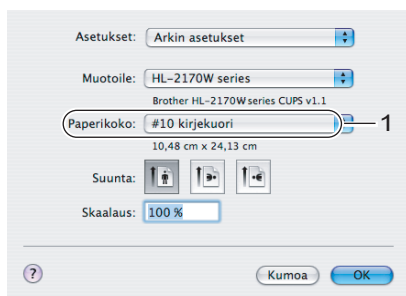 Asetukset: Arkin asetukset
Muotoile: HL-2170W series
Brother HL-2170W series CUPS v1.1
Paperikoko: #10 kirjekuori 1
10,48 cm x 24,13 cm
Suunta:
Skaalaus: 100 %
? Kumoa OK